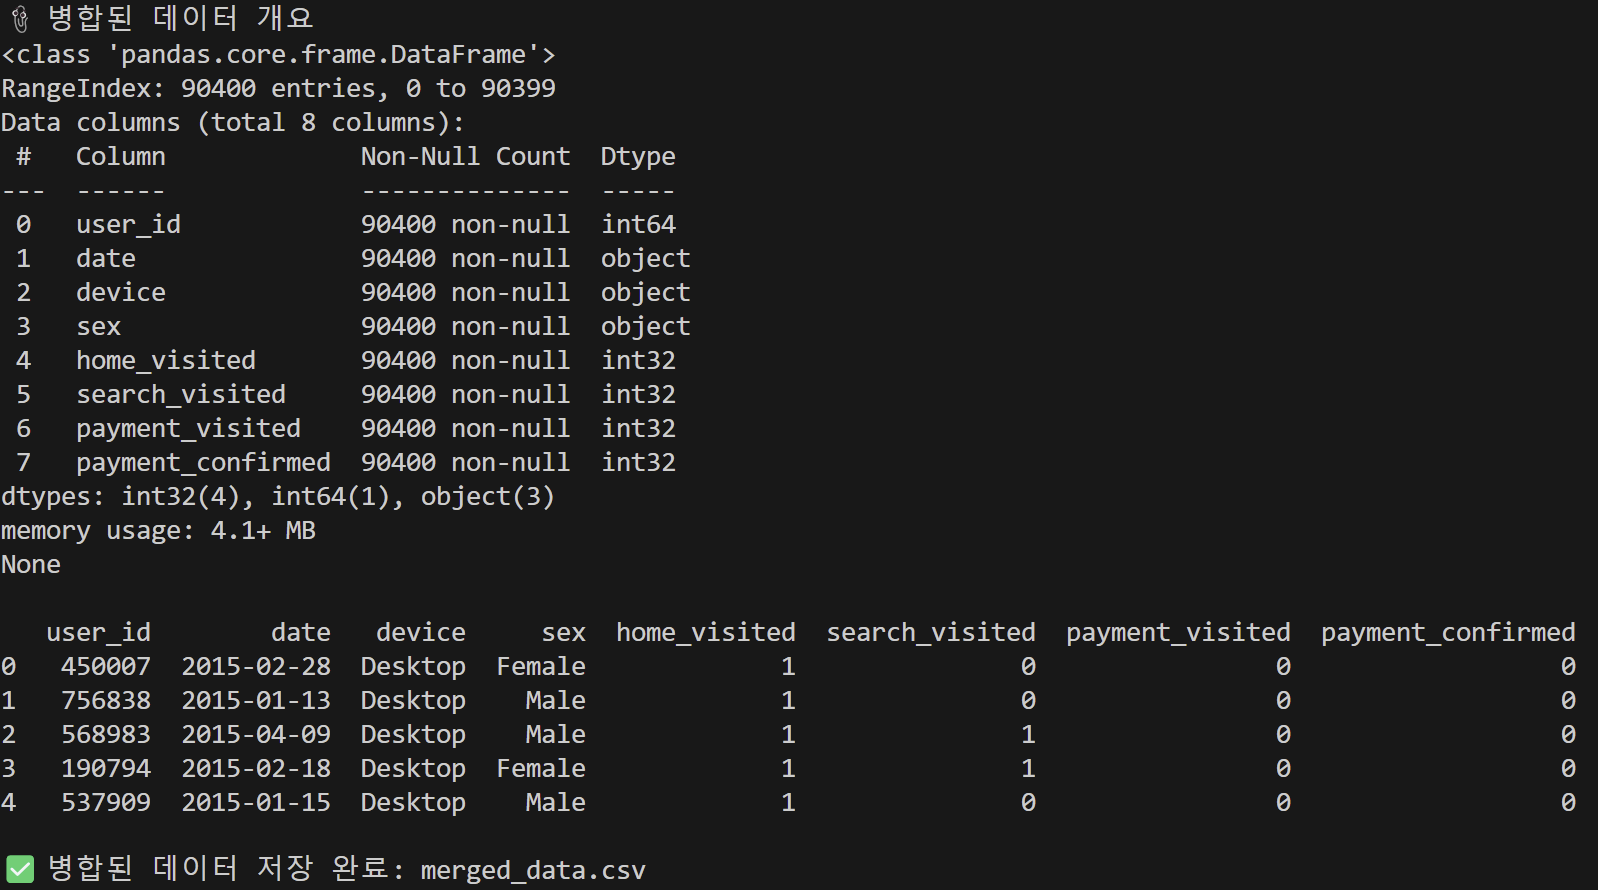 📎 병합된 데이터 개요
<class 'pandas.core.frame.DataFrame'>
RangeIndex: 90400 entries, 0 to 90399
Data columns (total 8 columns):
 #   Column             Non-Null Count  Dtype
---  ------             --------------  -----
 0   user_id            90400 non-null  int64
 1   date               90400 non-null  object
 2   device             90400 non-null  object
 3   sex                90400 non-null  object
 4   home_visited       90400 non-null  int32
 5   search_visited     90400 non-null  int32
 6   payment_visited    90400 non-null  int32
 7   payment_confirmed  90400 non-null  int32
dtypes: int32(4), int64(1), object(3)
memory usage: 4.1+ MB
None
   user_id        date   device     sex  home_visited  search_visited  payment_visited  payment_confirmed
0   450007  2015-02-28  Desktop  Female             1               0                0                  0
1   756838  2015-01-13  Desktop    Male             1               0                0                  0
2   568983  2015-04-09  Desktop    Male             1               1                0                  0
3   190794  2015-02-18  Desktop  Female             1               1                0                  0
4   537909  2015-01-15  Desktop    Male             1               0                0                  0
✅ 병합된 데이터 저장 완료: merged_data.csv